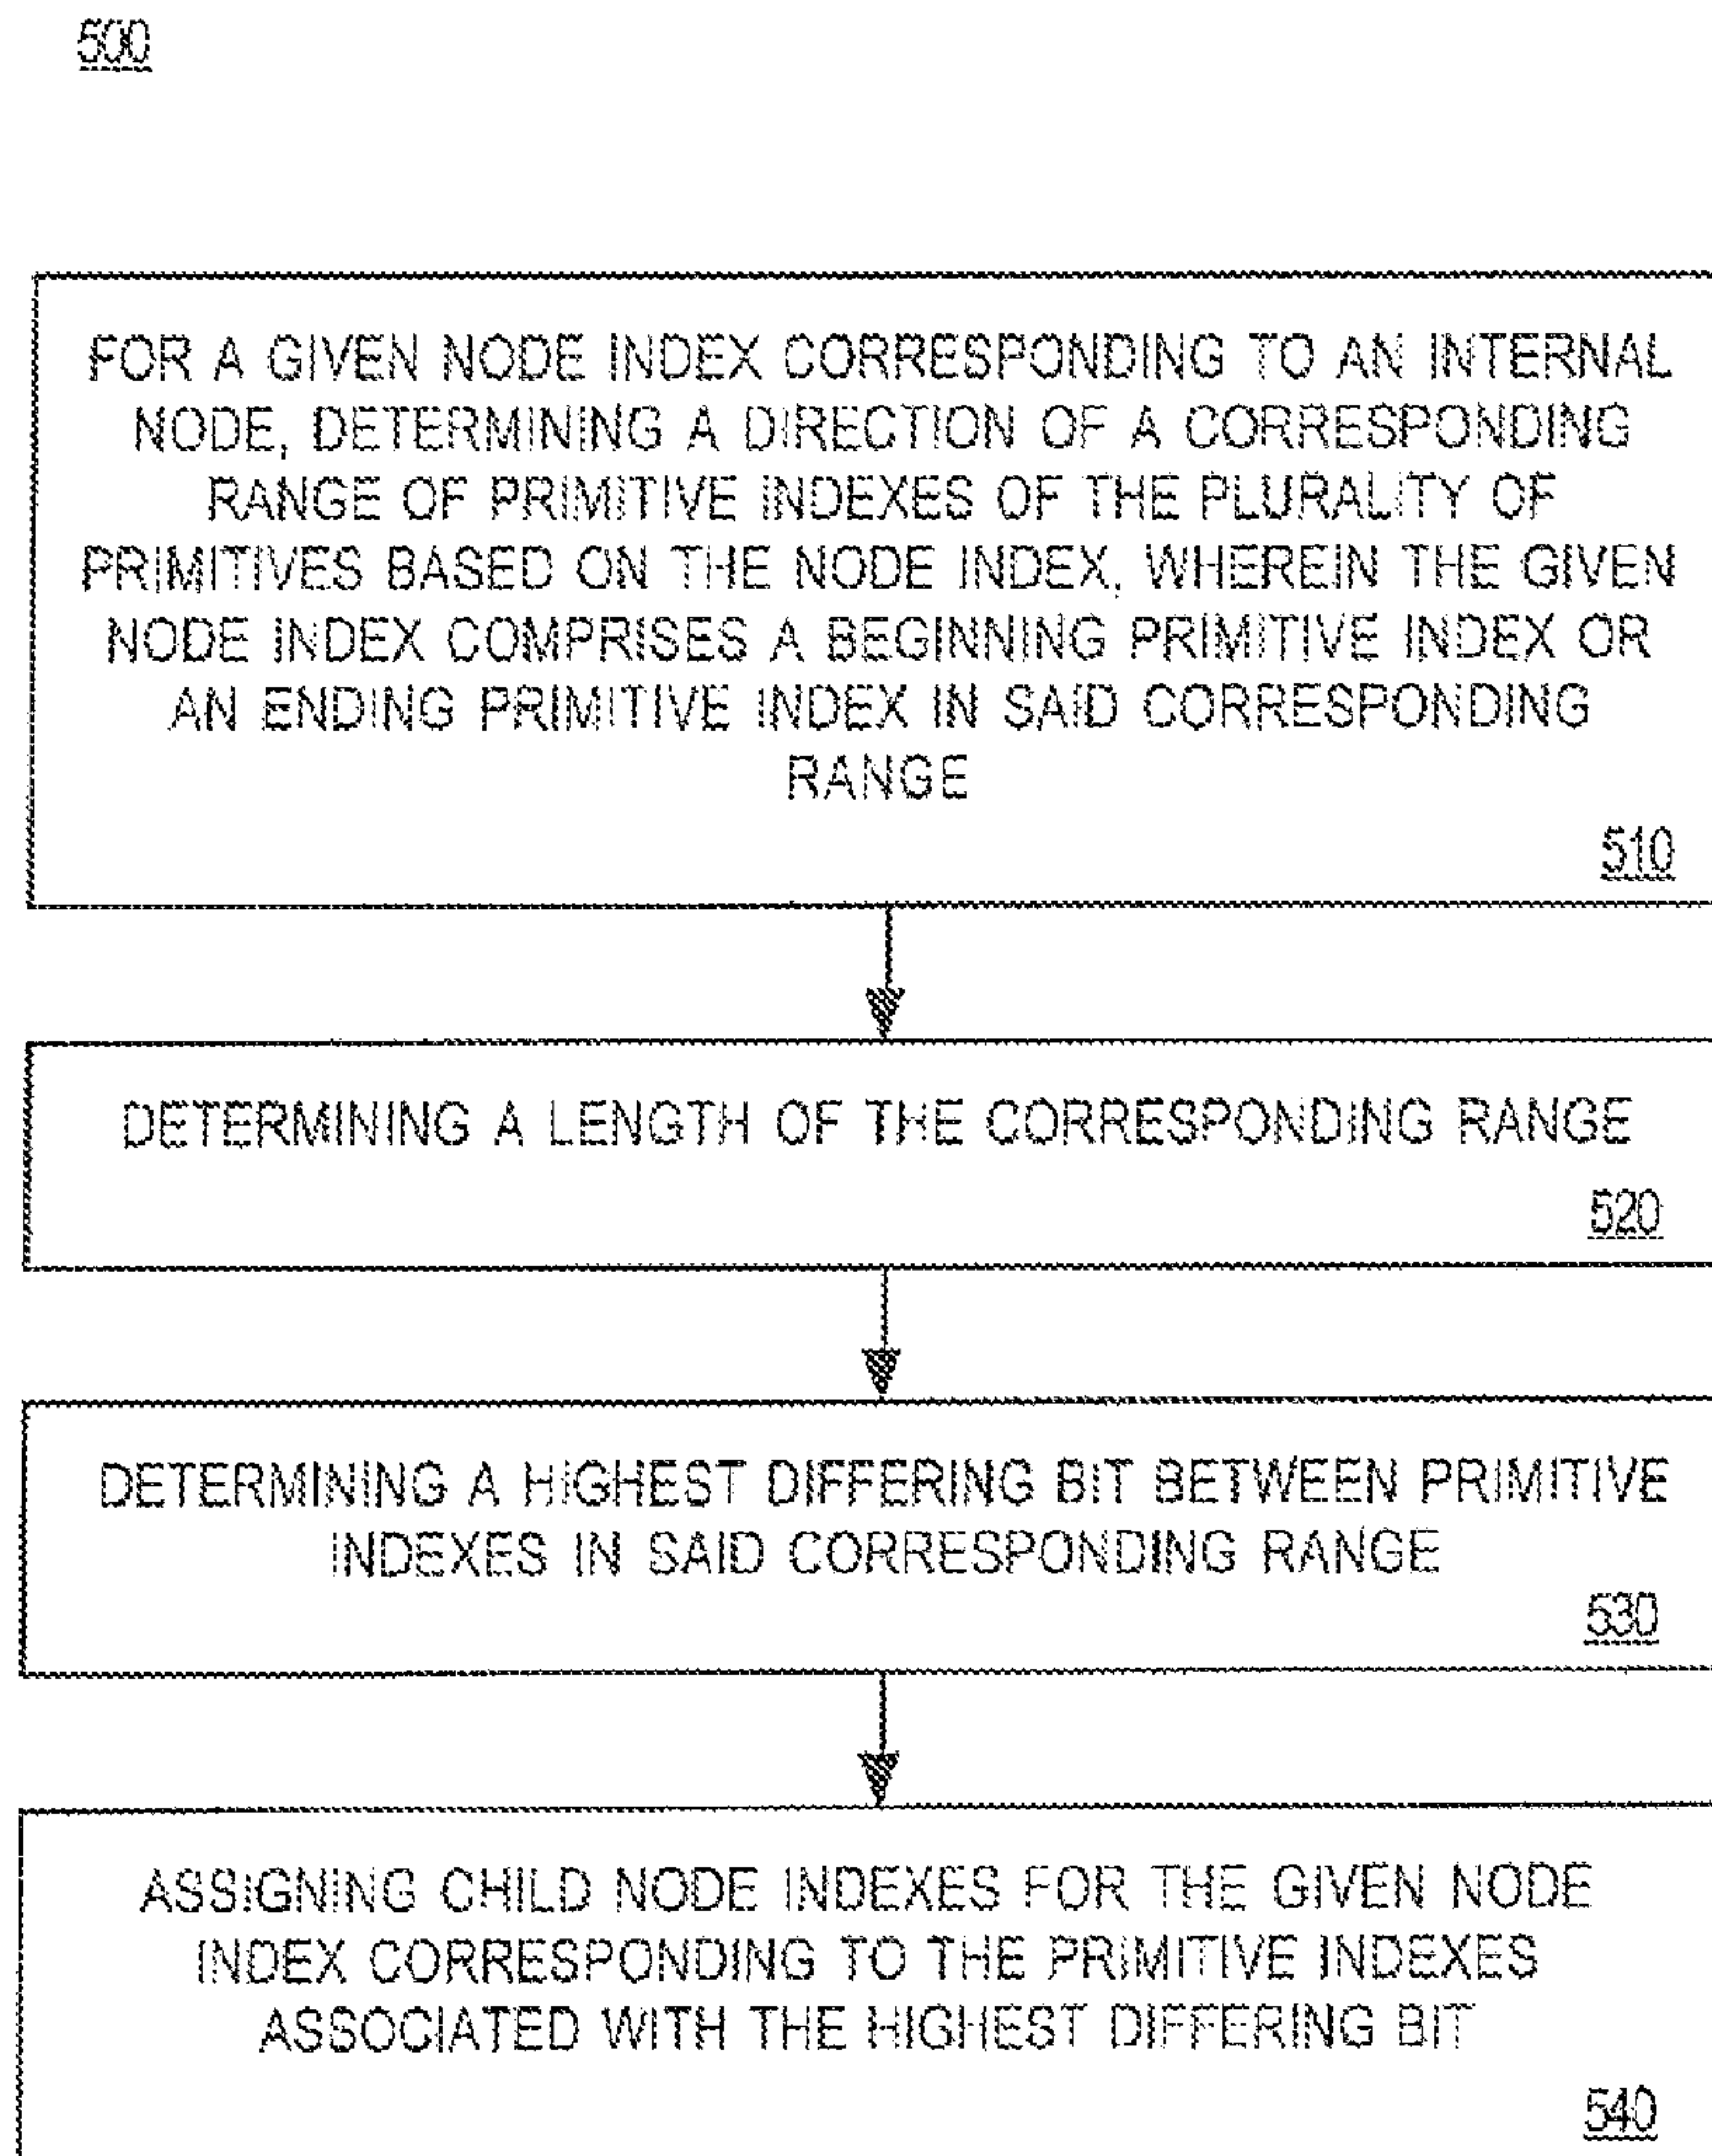 500
FOR A GIVEN NODE INDEX CORRESPONDING TO AN INTERNAL
NODE, DETERMINING A DIRECTION OF A CORRESPONDING
RANGE OF PRIMITIVE INDEXES OF THE PLURALITY OF
PRIMITIVES BASED ON THE NODE INDEX, WHEREIN THE GIVEN
NODE INDEX COMPRISES A BEGINNING PRIMITIVE INDEX OR
AN ENDING PRIMITIVE INDEX IN SAID CORRESPONDING
RANGE
510
DETERMINING A LENGTH OF THE CORRESPONDING RANGE
520
DETERMINING A HIGHEST DIFFERING BIT BETWEEN PRIMITIVE
INDEXES IN SAID CORRESPONDING RANGE
530
ASSIGNING CHILD NODE INDEXES FOR THE GIVEN NODE
INDEX CORRESPONDING TO THE PRIMITIVE INDEXES
ASSOCIATED WITH THE HIGHEST DIFFERING BIT
540